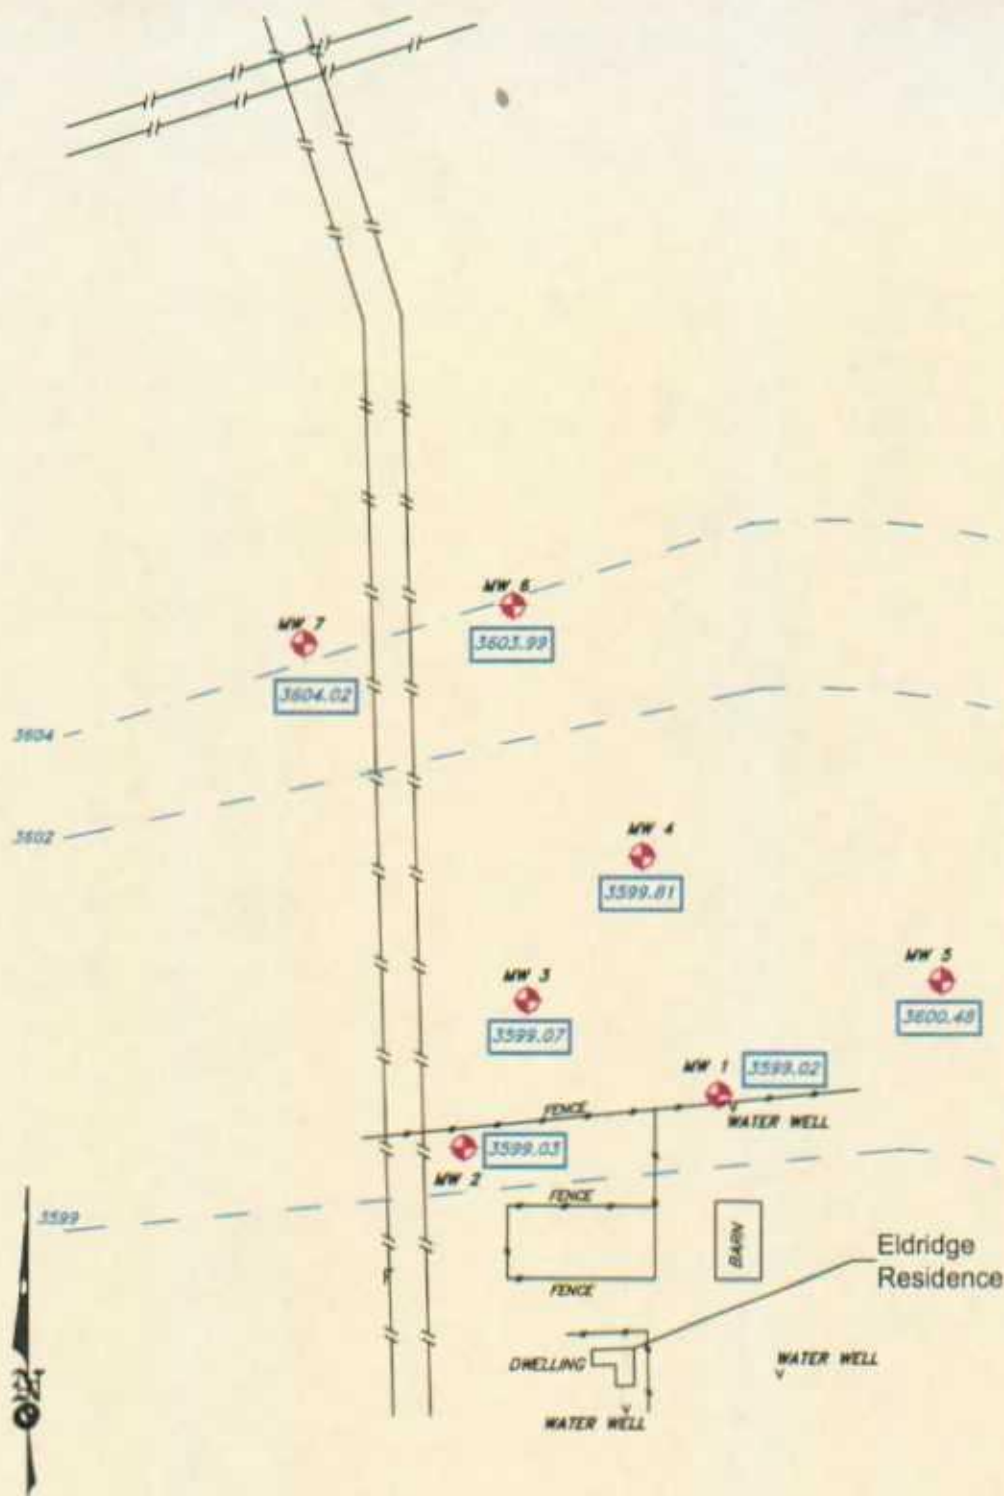 MW 6
3603.99
MW 7
3604.02
3604
3602
MW 4
3599.81
MW 5
3600.48
MW 3
3599.07
MW 1
3599.02
FENCE
WATER WELL
3599.03
MW 2
FENCE
3599
BARN
Eldridge
Residence
FENCE
DWELLING
WATER WELL
WATER WELL